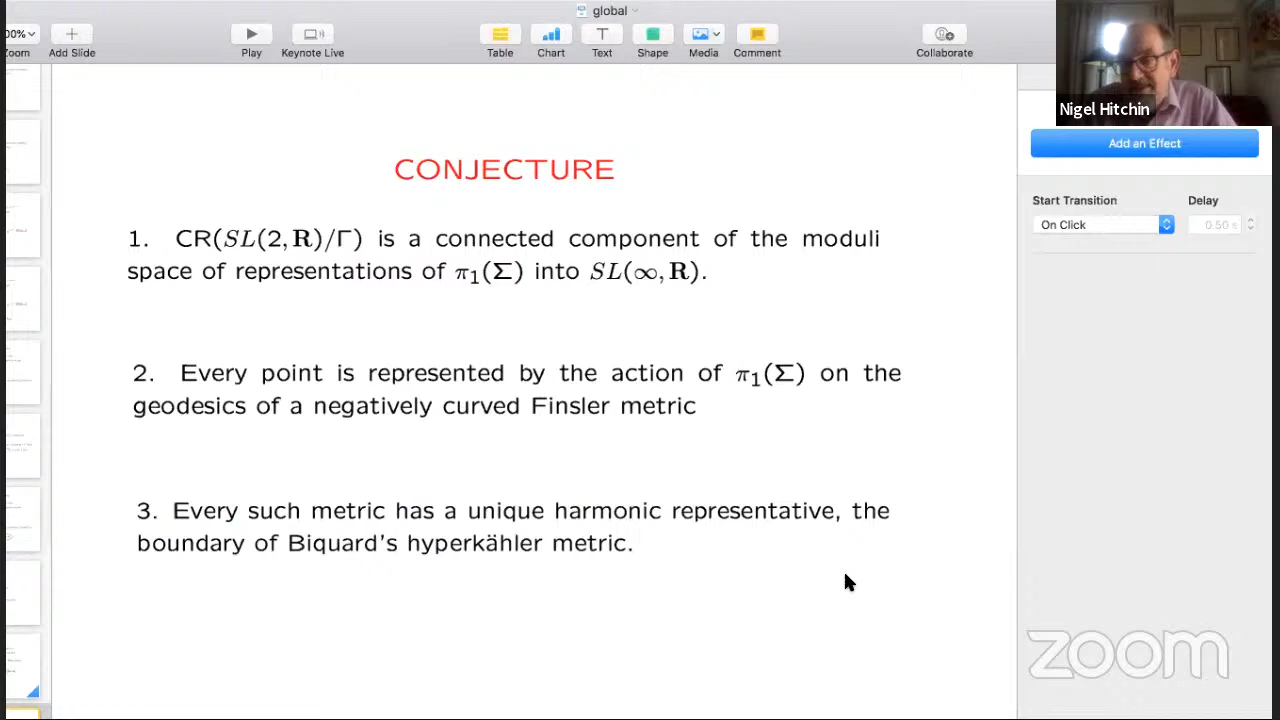 global
00%
Zoom
Add Slide
Play
Keynote Live
Table
Chart
Text
Shape
Media
Comment
Collaborate
Nigel Hitchin
Add an Effect
Start Transition
Delay
On Click
0.50 s
CONJECTURE
1. CR(SL(2, R)/Γ) is a connected component of the moduli
space of representations of π₁(Σ) into SL(∞, R).
2. Every point is represented by the action of π₁(Σ) on the
geodesics of a negatively curved Finsler metric
3. Every such metric has a unique harmonic representative, the
boundary of Biquard's hyperkähler metric.
zoom